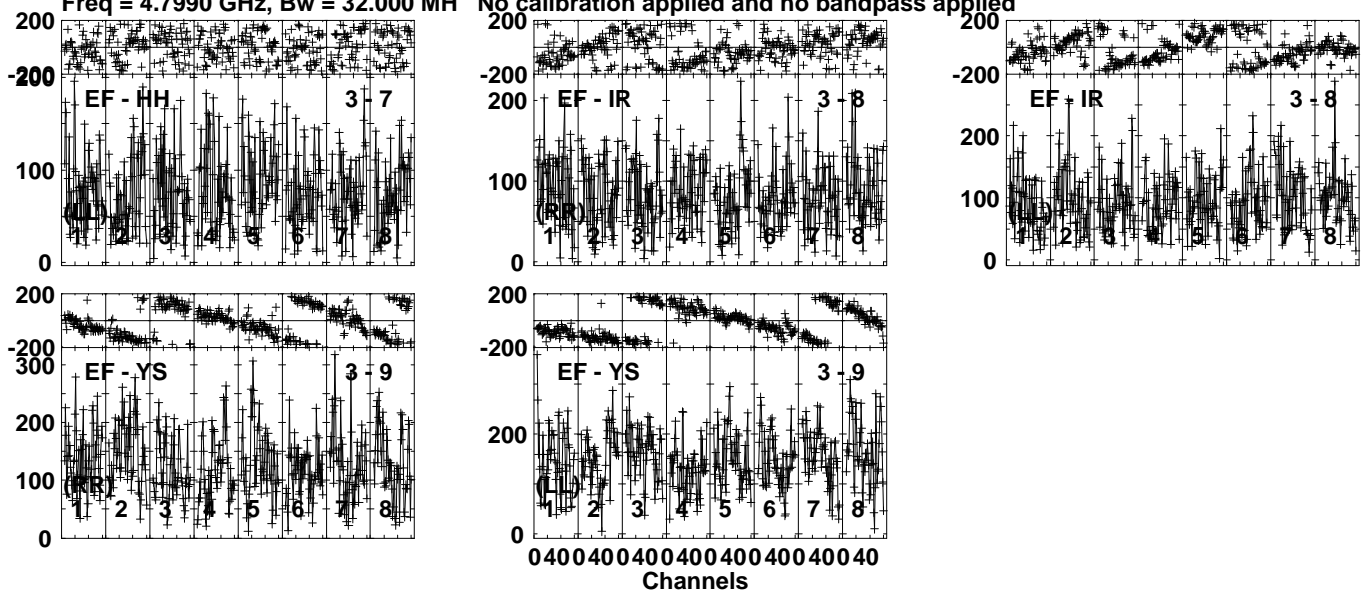 Freq = 4.7990 GHz, Bw = 32.000 MH No calibration applied and no bandpass applied
200
-200
200
EF - HH 3 - 7
100
(LL)
1 2 3 4 5 6 7 8
0
200
-200
200
EF - IR 3 - 8
100
(RR)
1 2 3 4 5 6 7 8
0
200
-200
EF - IR 3 - 8
200
100
(LL)
1 2 3 4 5 6 7 8
0
200
-200
300
EF - YS 3 - 9
200
100
(RR)
1 2 3 4 5 6 7 8
0
200
-200
EF - YS 3 - 9
200
(LL)
1 2 3 4 5 6 7 8
0
0 40 0 40 0 40 0 40 0 40 0 40 0 40 0 40
Channels